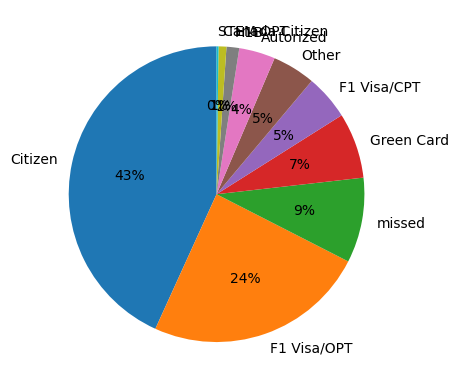 Autorized
Other
F1 Visa/CPT
Green Card
missed
F1 Visa/OPT
Citizen
4%
5%
5%
7%
9%
24%
43%